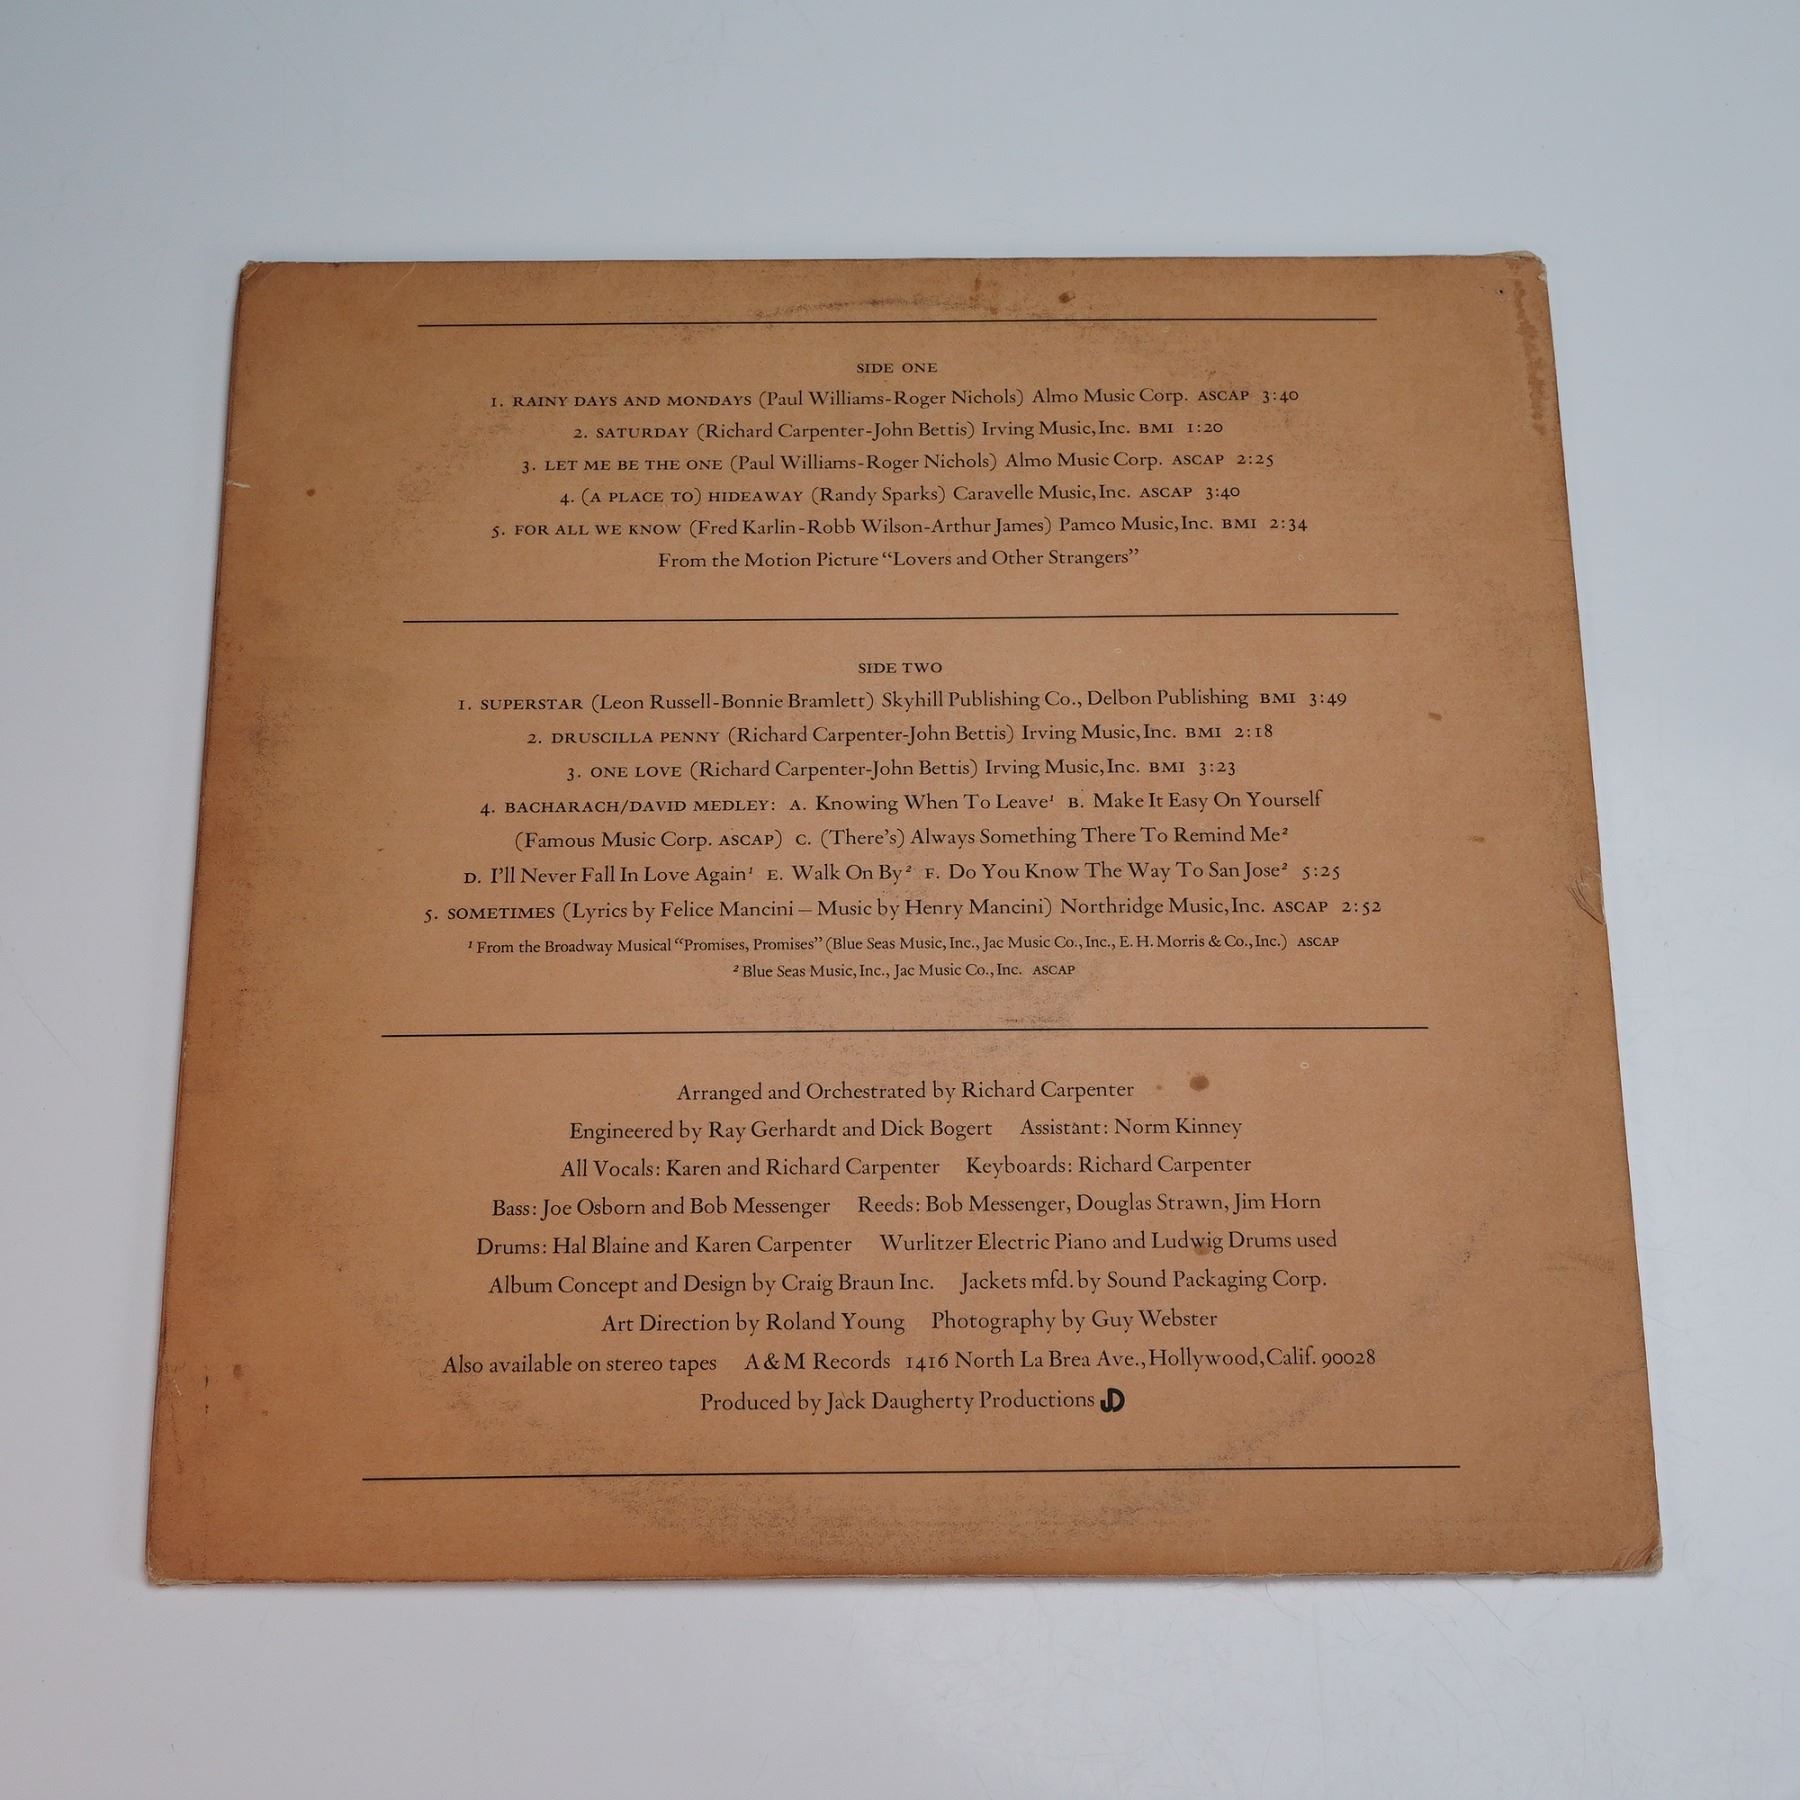 SIDE ONE
1. RAINY DAYS AND MONDAYS (Paul Williams-Roger Nichols) Almo Music Corp. ASCAP 3:40
2. SATURDAY (Richard Carpenter-John Bettis) Irving Music, Inc. BMI 1:20
3. LET ME BE THE ONE (Paul Williams-Roger Nichols) Almo Music Corp. ASCAP 2:25
4. (A PLACE TO) HIDEAWAY (Randy Sparks) Caravelle Music, Inc. ASCAP 3:40
5. FOR ALL WE KNOW (Fred Karlin-Robb Wilson-Arthur James) Pamco Music, Inc. BMI 2:34
From the Motion Picture “Lovers and Other Strangers”
SIDE TWO
1. SUPERSTAR (Leon Russell-Bonnie Bramlett) Skyhill Publishing Co., Delbon Publishing BMI 3:49
2. DRUSCILLA PENNY (Richard Carpenter-John Bettis) Irving Music, Inc. BMI 2:18
3. ONE LOVE (Richard Carpenter-John Bettis) Irving Music, Inc. BMI 3:23
4. BACHARACH/DAVID MEDLEY: A. Knowing When To Leave¹ B. Make It Easy On Yourself
(Famous Music Corp. ASCAP) C. (There’s) Always Something There To Remind Me²
D. I’ll Never Fall In Love Again¹ E. Walk On By² F. Do You Know The Way To San Jose² 5:25
5. SOMETIMES (Lyrics by Felice Mancini – Music by Henry Mancini) Northridge Music, Inc. ASCAP 2:52
¹ From the Broadway Musical “Promises, Promises” (Blue Seas Music, Inc., Jac Music Co., Inc., E. H. Morris & Co., Inc.) ASCAP
² Blue Seas Music, Inc., Jac Music Co., Inc. ASCAP
Arranged and Orchestrated by Richard Carpenter
Engineered by Ray Gerhardt and Dick Bogert Assistant: Norm Kinney
All Vocals: Karen and Richard Carpenter Keyboards: Richard Carpenter
Bass: Joe Osborn and Bob Messenger Reeds: Bob Messenger, Douglas Strawn, Jim Horn
Drums: Hal Blaine and Karen Carpenter Wurlitzer Electric Piano and Ludwig Drums used
Album Concept and Design by Craig Braun Inc. Jackets mfd. by Sound Packaging Corp.
Art Direction by Roland Young Photography by Guy Webster
Also available on stereo tapes A&M Records 1416 North La Brea Ave., Hollywood, Calif. 90028
Produced by Jack Daugherty Productions JD